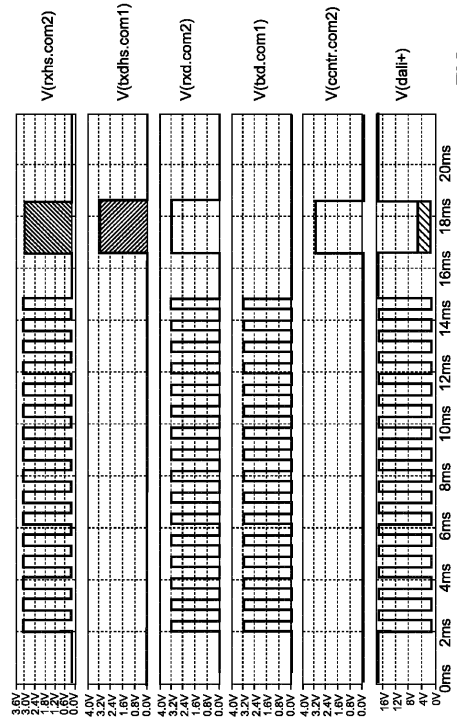 V(rxhs.com2)
3.6V
3.0V
2.4V
1.8V
1.2V
0.6V
0.0V
V(txdhs.com1)
4.0V
3.2V
2.4V
1.6V
0.8V
0.0V
V(rxd.com2)
4.0V
3.2V
2.4V
1.6V
0.8V
0.0V
V(txd.com1)
4.0V
3.2V
2.4V
1.6V
0.8V
0.0V
V(ccntr.com2)
4.0V
3.2V
2.4V
1.6V
0.8V
0.0V
V(dali+)
16V
12V
8V
4V
0V
0ms 2ms 4ms 6ms 8ms 10ms 12ms 14ms 16ms 18ms 20ms